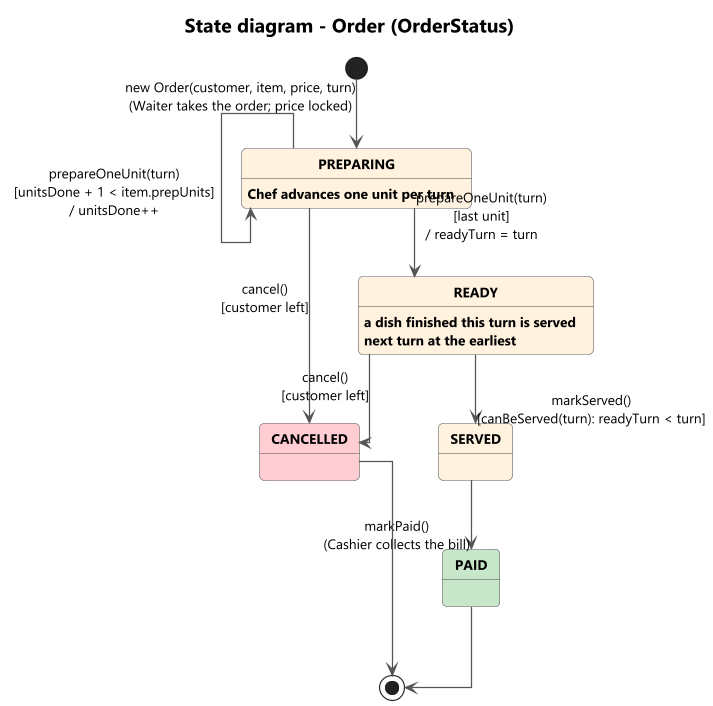 State diagram - Order (OrderStatus)
new Order(customer, item, price, turn)
(Waiter takes the order; price locked)
PREPARING
Chef advances one unit per turn
prepareOneUnit(turn)
[unitsDone + 1 < item.prepUnits]
/ unitsDone++
prepareOneUnit(turn)
[last unit]
/ readyTurn = turn
cancel()
[customer left]
READY
a dish finished this turn is served
next turn at the earliest
cancel()
[customer left]
markServed()
[canBeServed(turn): readyTurn < turn]
CANCELLED
SERVED
markPaid()
(Cashier collects the bill)
PAID